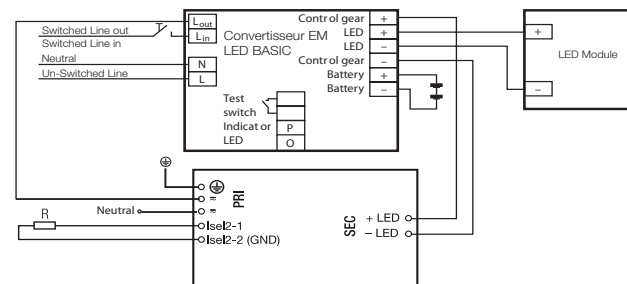 Switched Line out
Switched Line in
Neutral
Un-Switched Line
Lout
Lin
N
L
Convertisseur EM
LED BASIC
Control gear +
LED +
LED –
Control gear –
Battery +
Battery –
Test
switch
Indicator
LED
P
O
+
–
LED Module
PRI
Neutral
R
Isel2-1
Isel2-2 (GND)
SEC
+ LED
– LED